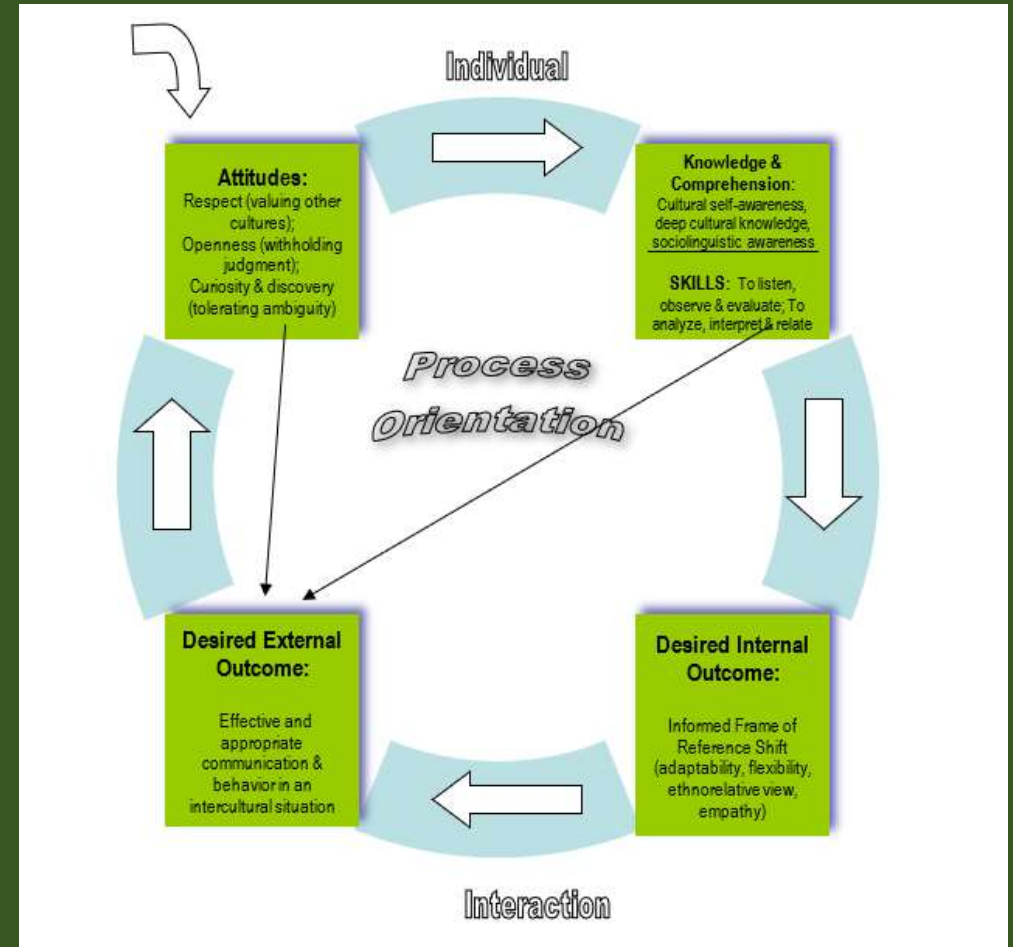 Individual
Attitudes:
Respect (valuing other
cultures);
Openness (withholding
judgment);
Curiosity & discovery
(tolerating ambiguity)
Knowledge &
Comprehension:
Cultural self-awareness,
deep cultural knowledge,
sociolinguistic awareness
SKILLS: To listen,
observe & evaluate; To
analyze, interpret & relate
Process
Orientation
Desired External
Outcome:
Effective and
appropriate
communication &
behavior in an
intercultural situation
Desired Internal
Outcome:
Informed Frame of
Reference Shift
(adaptability, flexibility,
ethnorelative view,
empathy)
Interaction